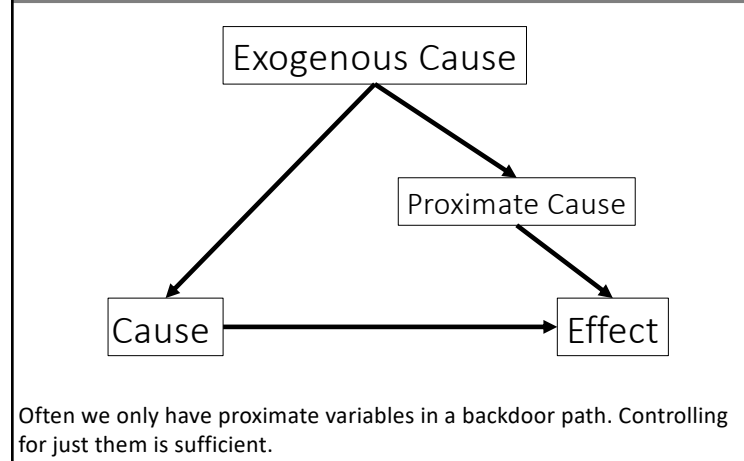 Exogenous Cause
Proximate Cause
Cause
Effect
Often we only have proximate variables in a backdoor path. Controlling
for just them is sufficient.